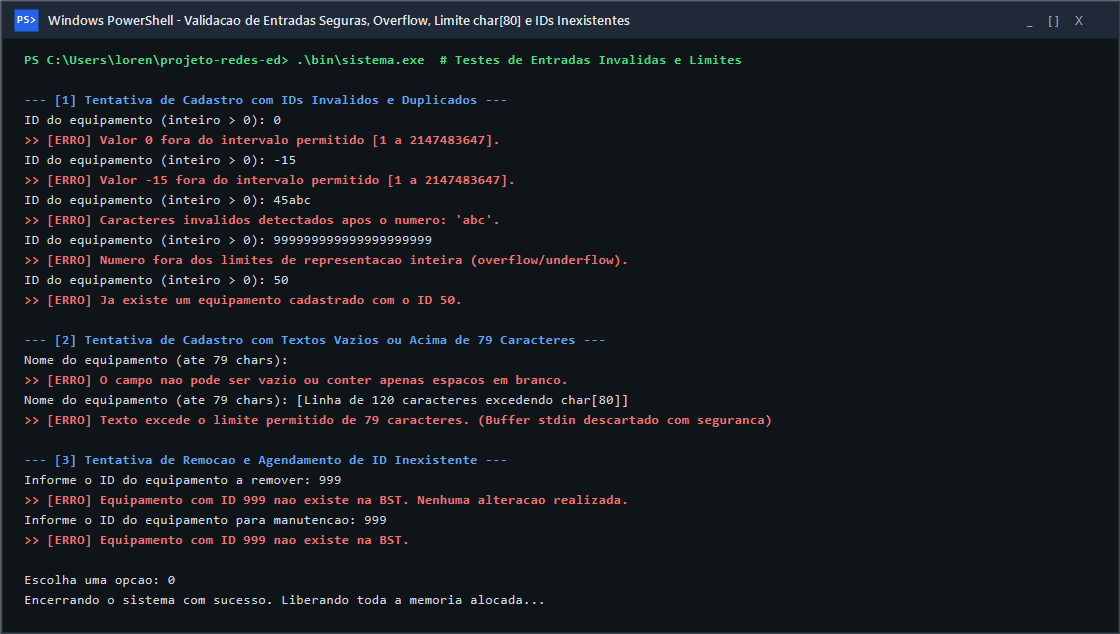 PS> Windows PowerShell - Validacao de Entradas Seguras, Overflow, Limite char[80] e IDs Inexistentes _ [] X
PS C:\Users\loren\projeto-redes-ed> .\bin\sistema.exe  # Testes de Entradas Invalidas e Limites
--- [1] Tentativa de Cadastro com IDs Invalidos e Duplicados ---
ID do equipamento (inteiro > 0): 0
>> [ERRO] Valor 0 fora do intervalo permitido [1 a 2147483647].
ID do equipamento (inteiro > 0): -15
>> [ERRO] Valor -15 fora do intervalo permitido [1 a 2147483647].
ID do equipamento (inteiro > 0): 45abc
>> [ERRO] Caracteres invalidos detectados apos o numero: 'abc'.
ID do equipamento (inteiro > 0): 999999999999999999999
>> [ERRO] Numero fora dos limites de representacao inteira (overflow/underflow).
ID do equipamento (inteiro > 0): 50
>> [ERRO] Ja existe um equipamento cadastrado com o ID 50.
--- [2] Tentativa de Cadastro com Textos Vazios ou Acima de 79 Caracteres ---
Nome do equipamento (ate 79 chars):
>> [ERRO] O campo nao pode ser vazio ou conter apenas espacos em branco.
Nome do equipamento (ate 79 chars): [Linha de 120 caracteres excedendo char[80]]
>> [ERRO] Texto excede o limite permitido de 79 caracteres. (Buffer stdin descartado com seguranca)
--- [3] Tentativa de Remocao e Agendamento de ID Inexistente ---
Informe o ID do equipamento a remover: 999
>> [ERRO] Equipamento com ID 999 nao existe na BST. Nenhuma alteracao realizada.
Informe o ID do equipamento para manutencao: 999
>> [ERRO] Equipamento com ID 999 nao existe na BST.
Escolha uma opcao: 0
Encerrando o sistema com sucesso. Liberando toda a memoria alocada...